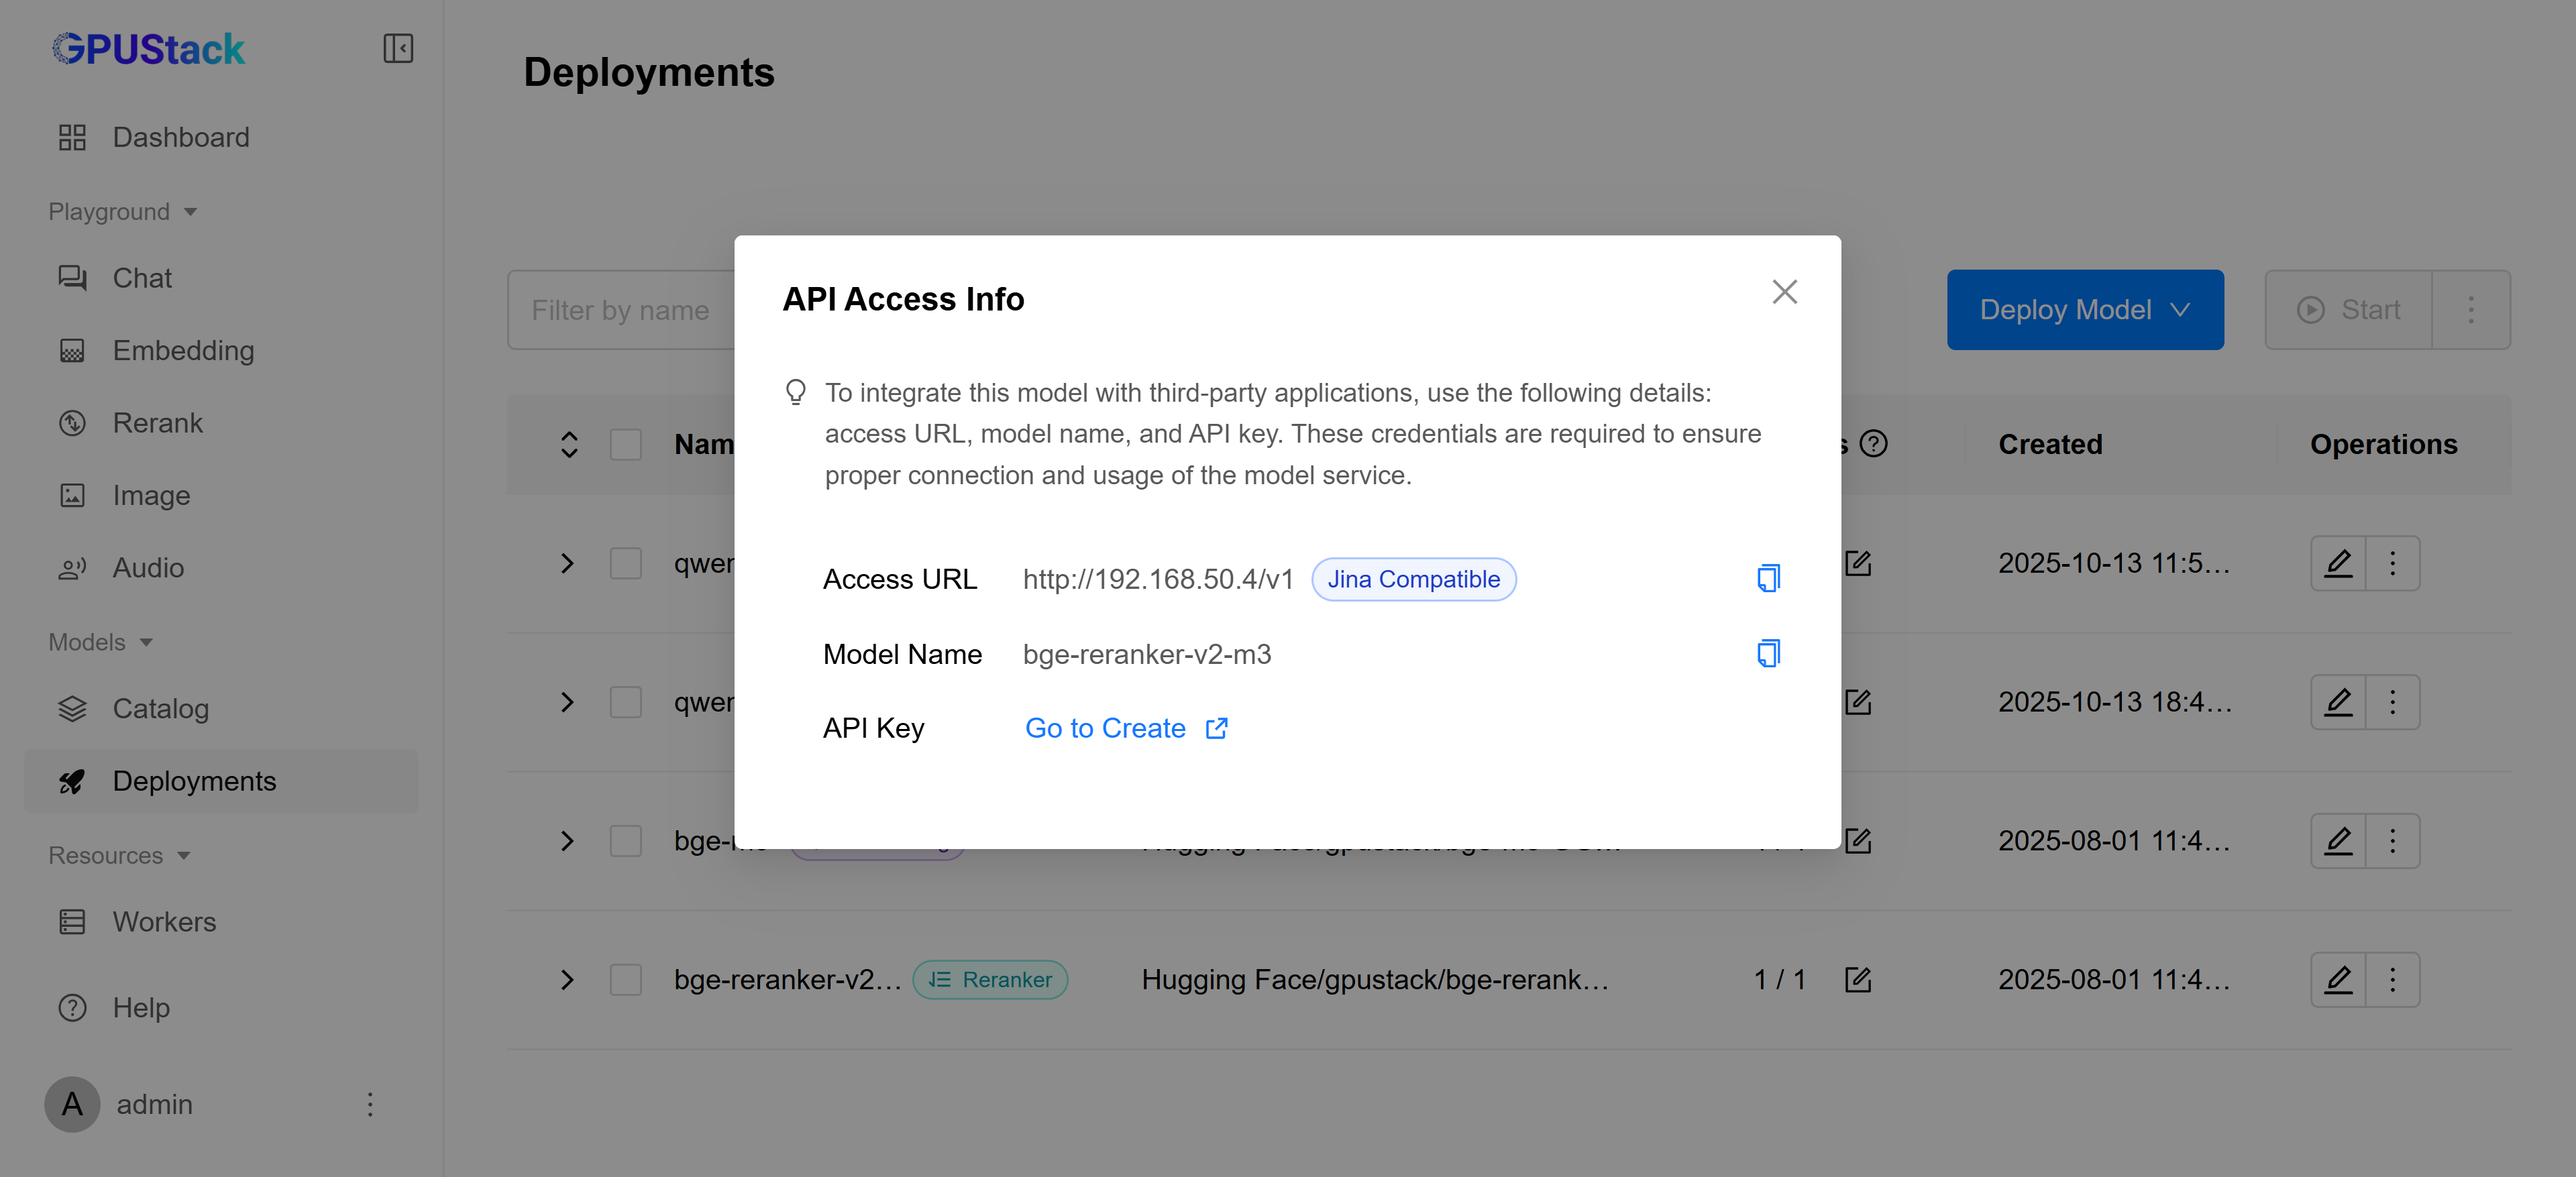 GPUStack
Dashboard
Playground
Chat
Embedding
Rerank
Image
Audio
Models
Catalog
Deployments
Resources
Workers
Help
A admin
Deployments
Filter by name
Deploy Model
Start
Created Operations
2025-10-13 11:5...
2025-10-13 18:4...
2025-08-01 11:4...
bge-reranker-v2... Reranker Hugging Face/gpustack/bge-rerank... 1 / 1 2025-08-01 11:4...
API Access Info
To integrate this model with third-party applications, use the following details:
access URL, model name, and API key. These credentials are required to ensure
proper connection and usage of the model service.
Access URL http://192.168.50.4/v1 Jina Compatible
Model Name bge-reranker-v2-m3
API Key Go to Create